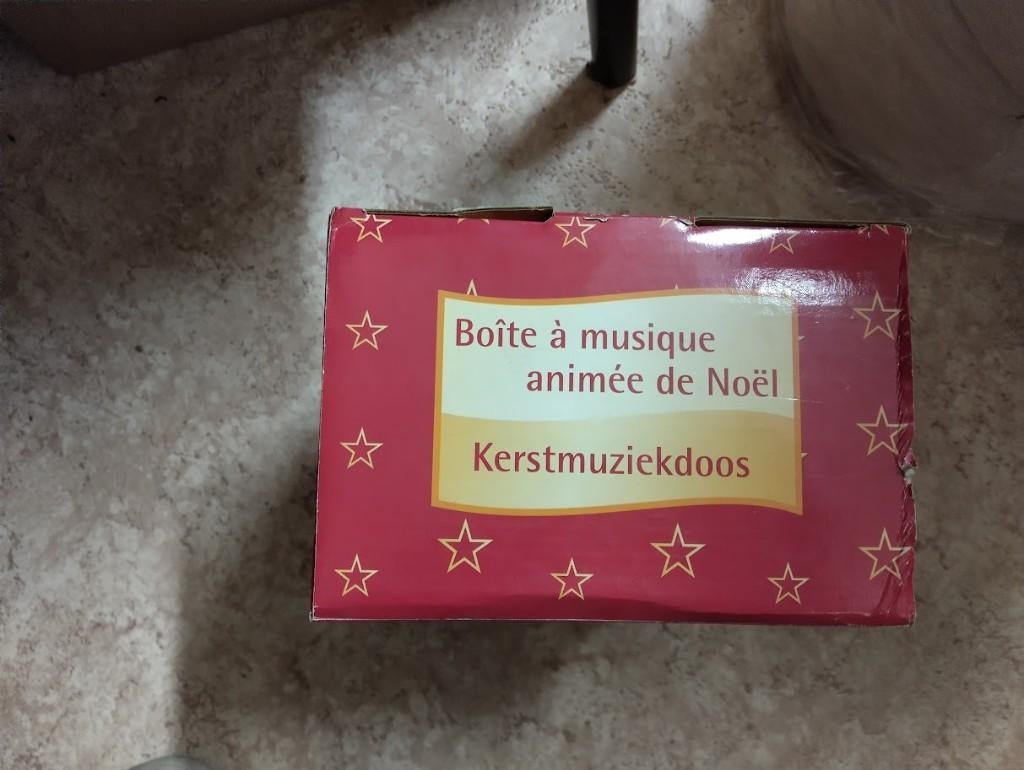 Boîte à musique
animée de Noël
Kerstmuziekdoos